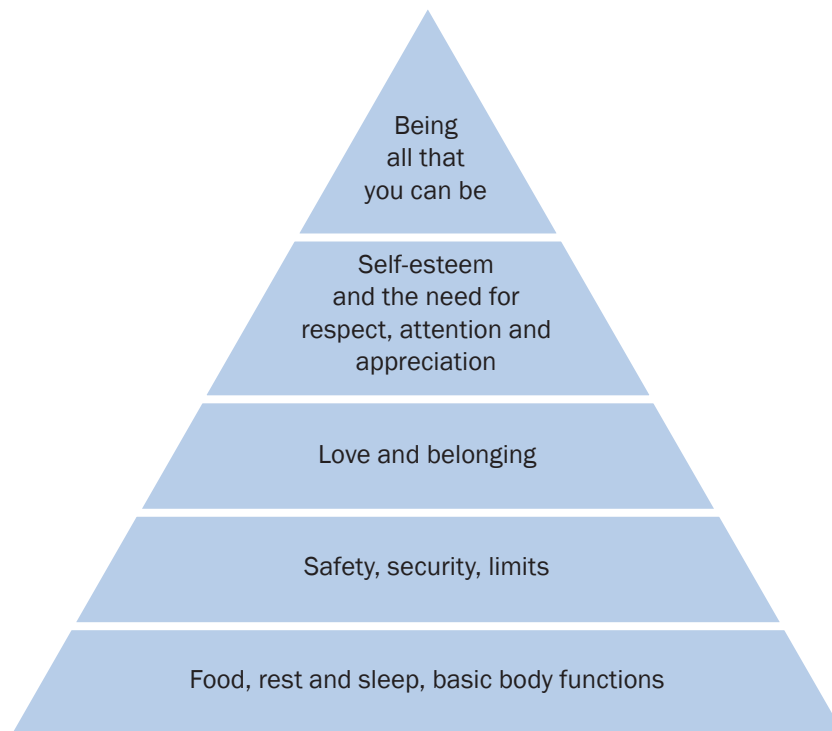 Being
all that
you can be
Self-esteem
and the need for
respect, attention and
appreciation
Love and belonging
Safety, security, limits
Food, rest and sleep, basic body functions